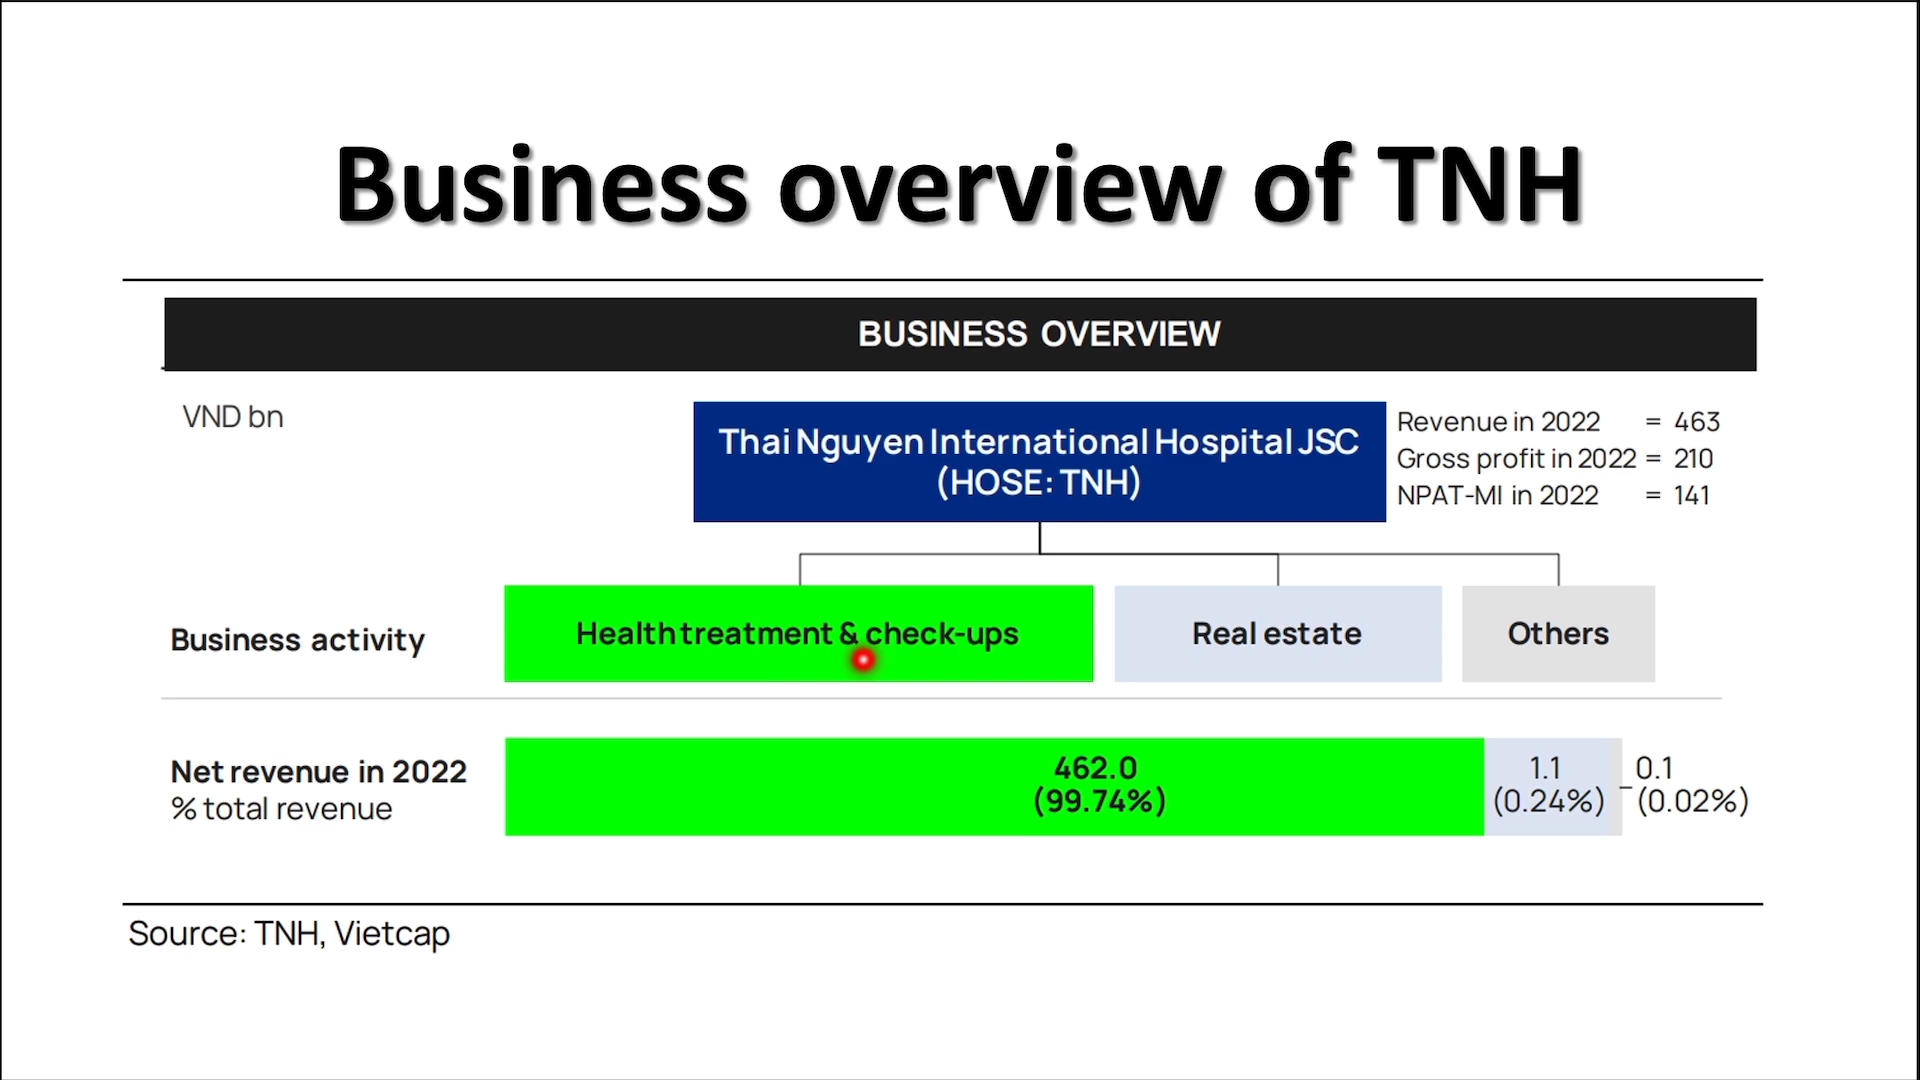 Business overview of TNH
BUSINESS OVERVIEW
VND bn
Thai Nguyen International Hospital JSC
(HOSE: TNH)
Revenue in 2022 = 463
Gross profit in 2022 = 210
NPAT-MI in 2022 = 141
Business activity
Health treatment & check-ups
Real estate
Others
Net revenue in 2022
% total revenue
462.0
(99.74%)
1.1
(0.24%)
0.1
(0.02%)
Source: TNH, Vietcap